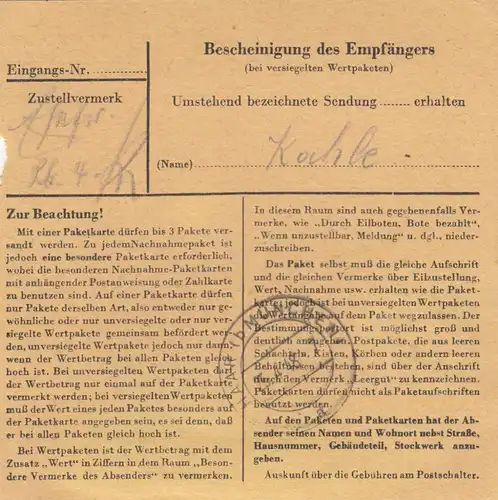 Eingangs-Nr.
Zustellvermerk
Bescheinigung des Empfängers
(bei versiegelten Wertpaketen)
Umstehend bezeichnete Sendung ....... erhalten
(Name) Kachle
Zur Beachtung!
Mit einer Paketkarte dürfen bis 3 Pakete ver-
sandt werden. Zu jedem Nachnahmepaket ist
jedoch eine besondere Paketkarte erforderlich,
wobei die besonderen Nachnahme-Paketkarten
mit anhängender Postanweisung oder Zahlkarte
zu benutzen sind. Auf einer Paketkarte dürfen
nur Pakete derselben Art, also entweder nur ge-
wöhnliche oder nur unversiegelte oder nur ver-
siegelte Wertpakete gemeinsam befördert wer-
den, unversiegelte Wertpakete jedoch nur dann,
wenn der Wertbetrag bei allen Paketen gleich
hoch ist. Bei unversiegelten Wertpaketen darf
der Wertbetrag nur einmal auf der Paketkarte
vermerkt werden; bei versiegelten Wertpaketen
muß der Wert eines jeden Paketes besonders auf
der Paketkarte angegeben sein, es sei denn, daß
er bei allen Paketen gleich hoch ist.
Bei Wertpaketen ist der Wertbetrag mit dem
Zusatz „Wert" in Ziffern in dem Raum „Beson-
dere Vermerke des Absenders" zu vermerken.
In diesem Raum sind auch gegebenenfalls Ver-
merke, wie „Durch Eilboten, Bote bezahlt",
„Wenn unzustellbar, Meldung" u. dgl., nieder-
zuschreiben.
Das Paket selbst muß die gleiche Aufschrift
und die gleichen Vermerke über Eilzustellung,
Wert, Nachnahme usw. erhalten wie die Paket-
karte; jedoch ist bei unversiegelten Wertpaketen
die Wertangabe auf dem Paket wegzulassen. Der
Bestimmungsort ist möglichst groß und
deutlich anzugeben. Postpakete, die aus leeren
Schachteln, Kisten, Körben oder anderen leeren
Behältnissen bestehen, sind über der Anschrift
durch den Vermerk „Leergut" zu kennzeichnen.
Paketkarten dürfen nicht als Paketaufschriften
benutzt werden.
Auf den Paketen und Paketkarten hat der Ab-
sender seinen Namen und Wohnort nebst Straße,
Hausnummer, Gebäudeteil, Stockwerk anzu-
geben.
Auskunft über die Gebühren am Postschalter.